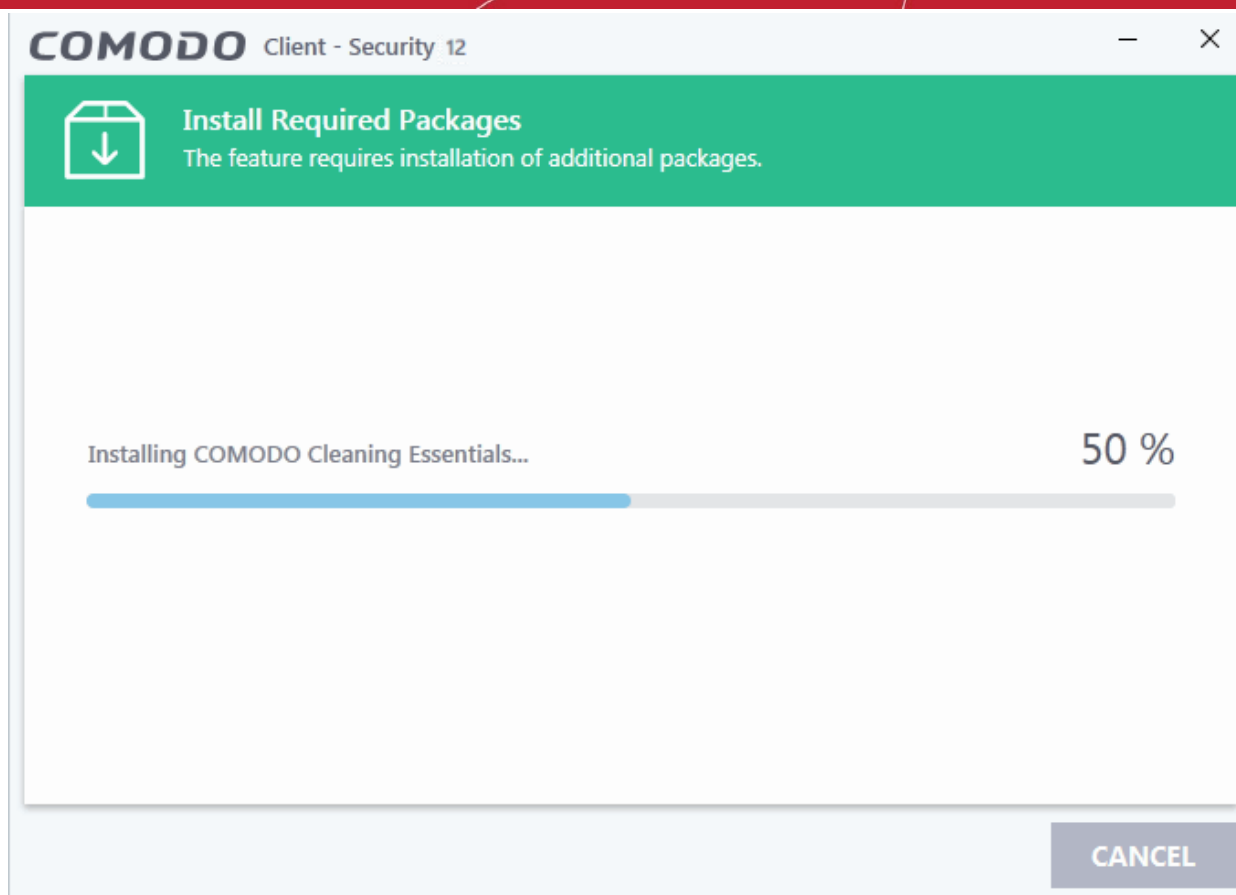 COMODO Client - Security 12
Install Required Packages
The feature requires installation of additional packages.
Installing COMODO Cleaning Essentials... 50 %
CANCEL